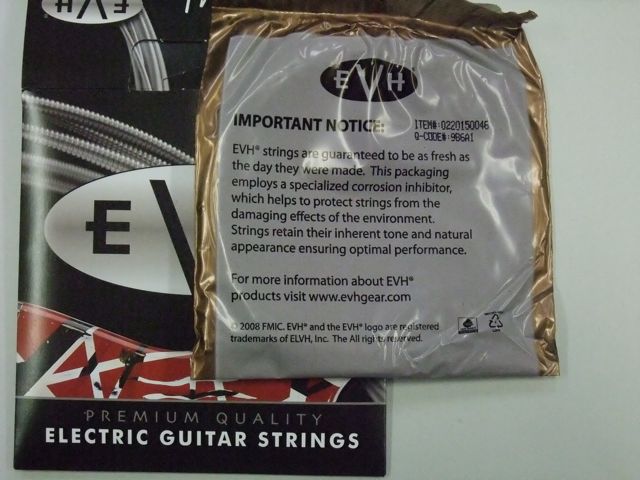 EVH
EVH
IMPORTANT NOTICE:
ITEM#:0220150046
Q-CODE#:9B6A1
EVH® strings are guaranteed to be as fresh as
the day they were made. This packaging
employs a specialized corrosion inhibitor,
which helps to protect strings from the
damaging effects of the environment.
Strings retain their inherent tone and natural
appearance ensuring optimal performance.
For more information about EVH®
products visit www.evhgear.com
© 2008 FMIC. EVH® and the EVH® logo are registered
trademarks of ELVH, Inc. The All rights reserved.
EV
PREMIUM QUALITY
ELECTRIC GUITAR STRINGS